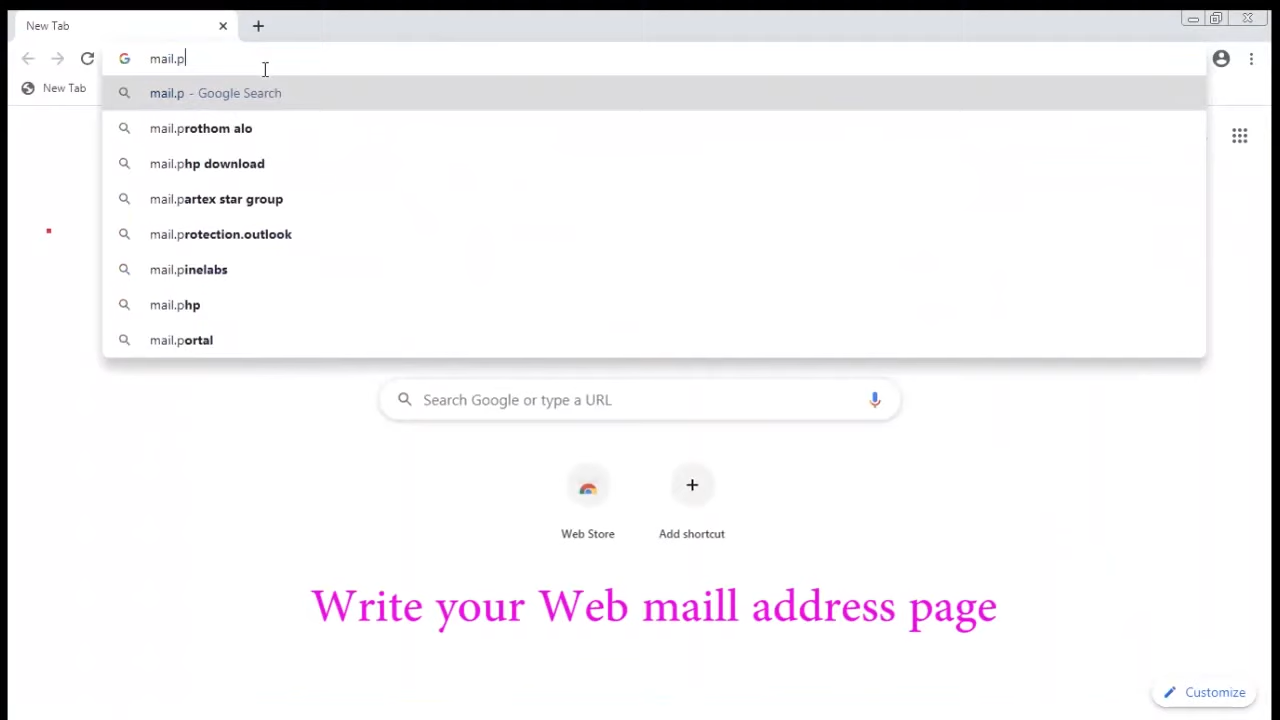 New Tab
mail.p
New Tab
mail.p - Google Search
mail.prothom alo
mail.php download
mail.partex star group
mail.protection.outlook
mail.pinelabs
mail.php
mail.portal
Search Google or type a URL
Web Store
Add shortcut
Write your Web maill address page
Customize